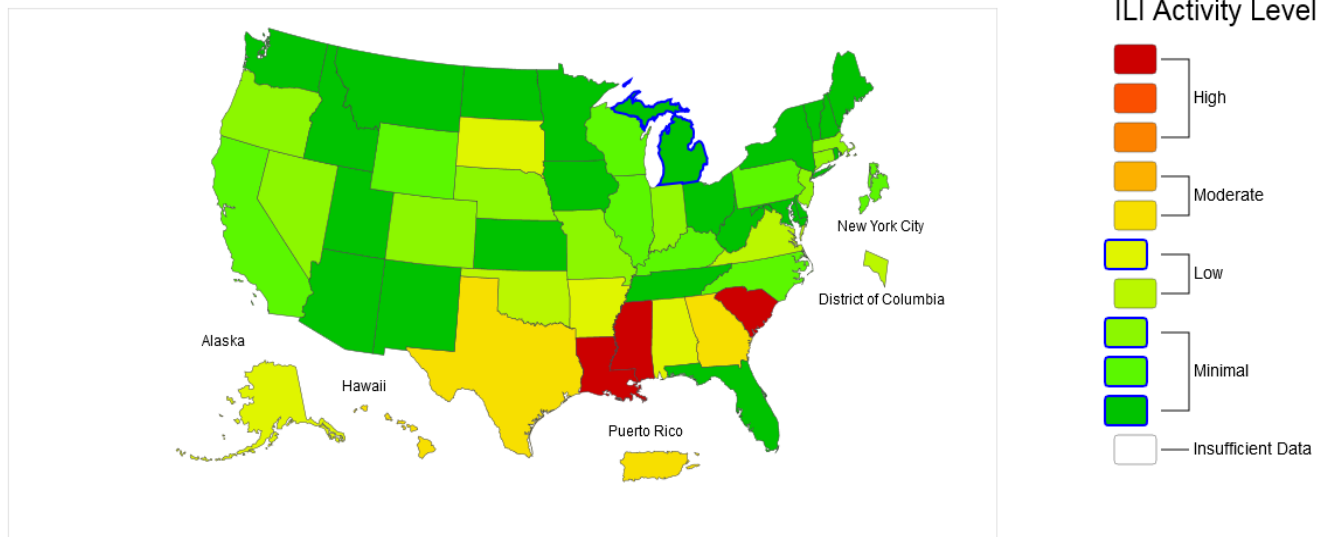 ILI Activity Level
High
Moderate
Low
Minimal
Insufficient Data
New York City
District of Columbia
Alaska
Hawaii
Puerto Rico